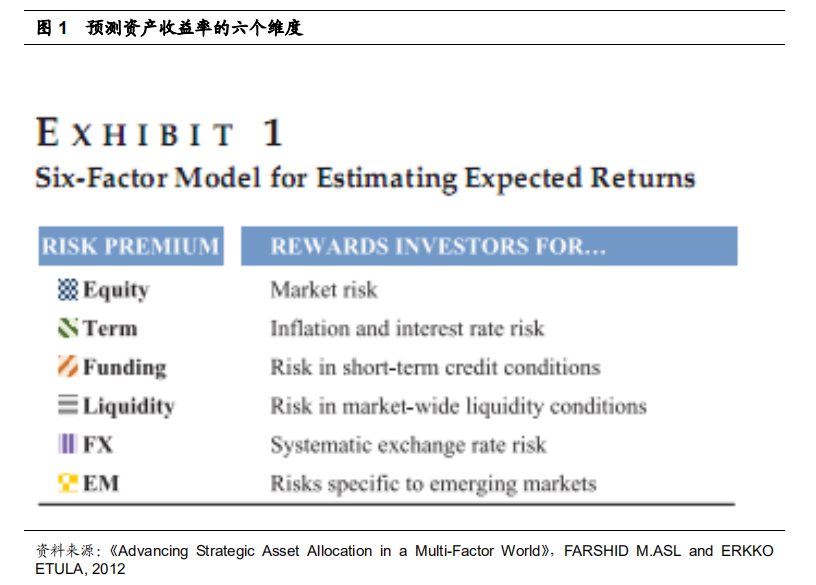 图 1 预测资产收益率的六个维度
EXHIBIT 1
Six-Factor Model for Estimating Expected Returns
RISK PREMIUM REWARDS INVESTORS FOR…
Equity Market risk
Term Inflation and interest rate risk
Funding Risk in short-term credit conditions
Liquidity Risk in market-wide liquidity conditions
FX Systematic exchange rate risk
EM Risks specific to emerging markets
资料来源:《Advancing Strategic Asset Allocation in a Multi-Factor World》, FARSHID M.ASL and ERKKO
ETULA, 2012